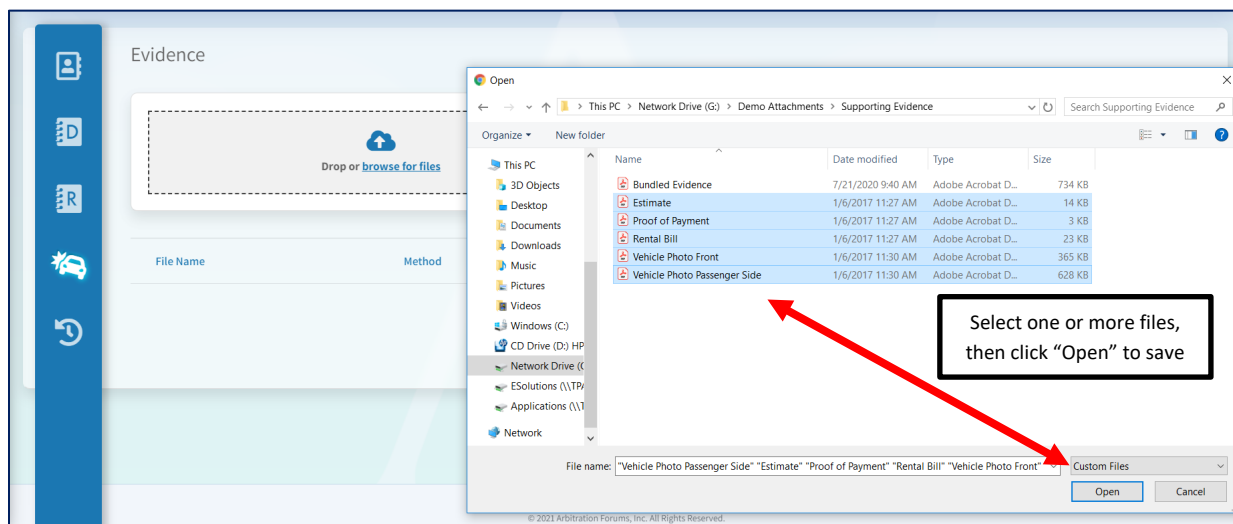 Evidence
Drop or browse for files
File Name Method
D
R
Open
This PC > Network Drive (G:) > Demo Attachments > Supporting Evidence
Search Supporting Evidence
Organize New folder
This PC
3D Objects
Desktop
Documents
Downloads
Music
Pictures
Videos
Windows (C:)
CD Drive (D:) HP
Network Drive (
ESolutions (\\TP
Applications (\\
Network
Name Date modified Type Size
Bundled Evidence 7/21/2020 9:40 AM Adobe Acrobat D... 734 KB
Estimate 1/6/2017 11:27 AM Adobe Acrobat D... 14 KB
Proof of Payment 1/6/2017 11:27 AM Adobe Acrobat D... 3 KB
Rental Bill 1/6/2017 11:27 AM Adobe Acrobat D... 23 KB
Vehicle Photo Front 1/6/2017 11:30 AM Adobe Acrobat D... 365 KB
Vehicle Photo Passenger Side 1/6/2017 11:30 AM Adobe Acrobat D... 628 KB
Select one or more files,
then click “Open” to save
File name: "Vehicle Photo Passenger Side" "Estimate" "Proof of Payment" "Rental Bill" "Vehicle Photo Front" Custom Files
Open Cancel
© 2021 Arbitration Forums, Inc. All Rights Reserved.